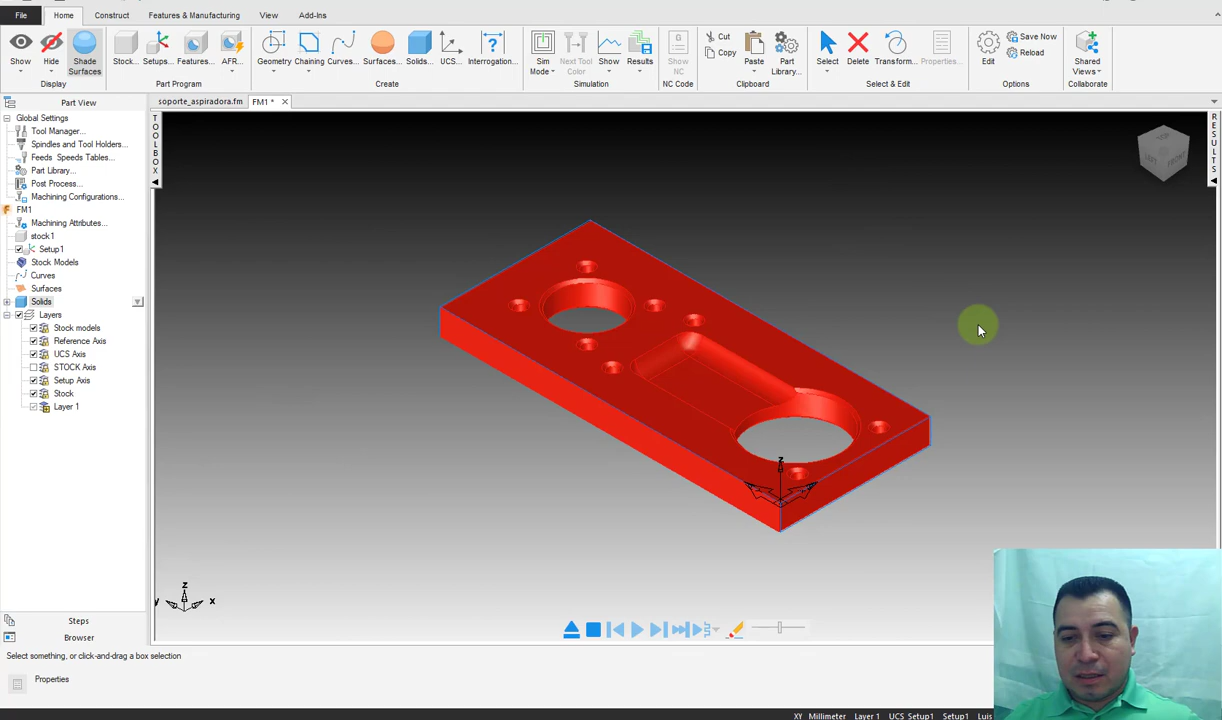 File Home Construct Features & Manufacturing View Add-Ins
Show Hide Shade Surfaces Stock... Setups... Features... AFR... Geometry... Chaining... Curves... Surfaces... Solids... UCS... Interrogation... Sim Mode Next Tool Color Show Results Show NC Cut Copy Paste Part Library... Select Delete Transform... Properties... Edit Save Now Reload Shared Views
Display Part Program Create Simulation NC Code Clipboard Select & Edit Options Collaborate
Part View
soporte_aspiradora.fm FM1 *
Global Settings
Tool Manager...
Spindles and Tool Holders...
Feeds Speeds Tables...
Part Library...
Post Process...
Machining Configurations...
FM1
Machining Attributes...
stock1
Setup1
Stock Models
Curves
Surfaces
Solids
Layers
Stock models
Reference Axis
UCS Axis
STOCK Axis
Setup Axis
Stock
Layer 1
TOOLBOX
RESULTS
LEFT FRONT
z
z
y x
Steps
Browser
Select something, or click-and-drag a box selection
Properties
XY Millimeter Layer 1 UCS_Setup1 Setup1 Luis